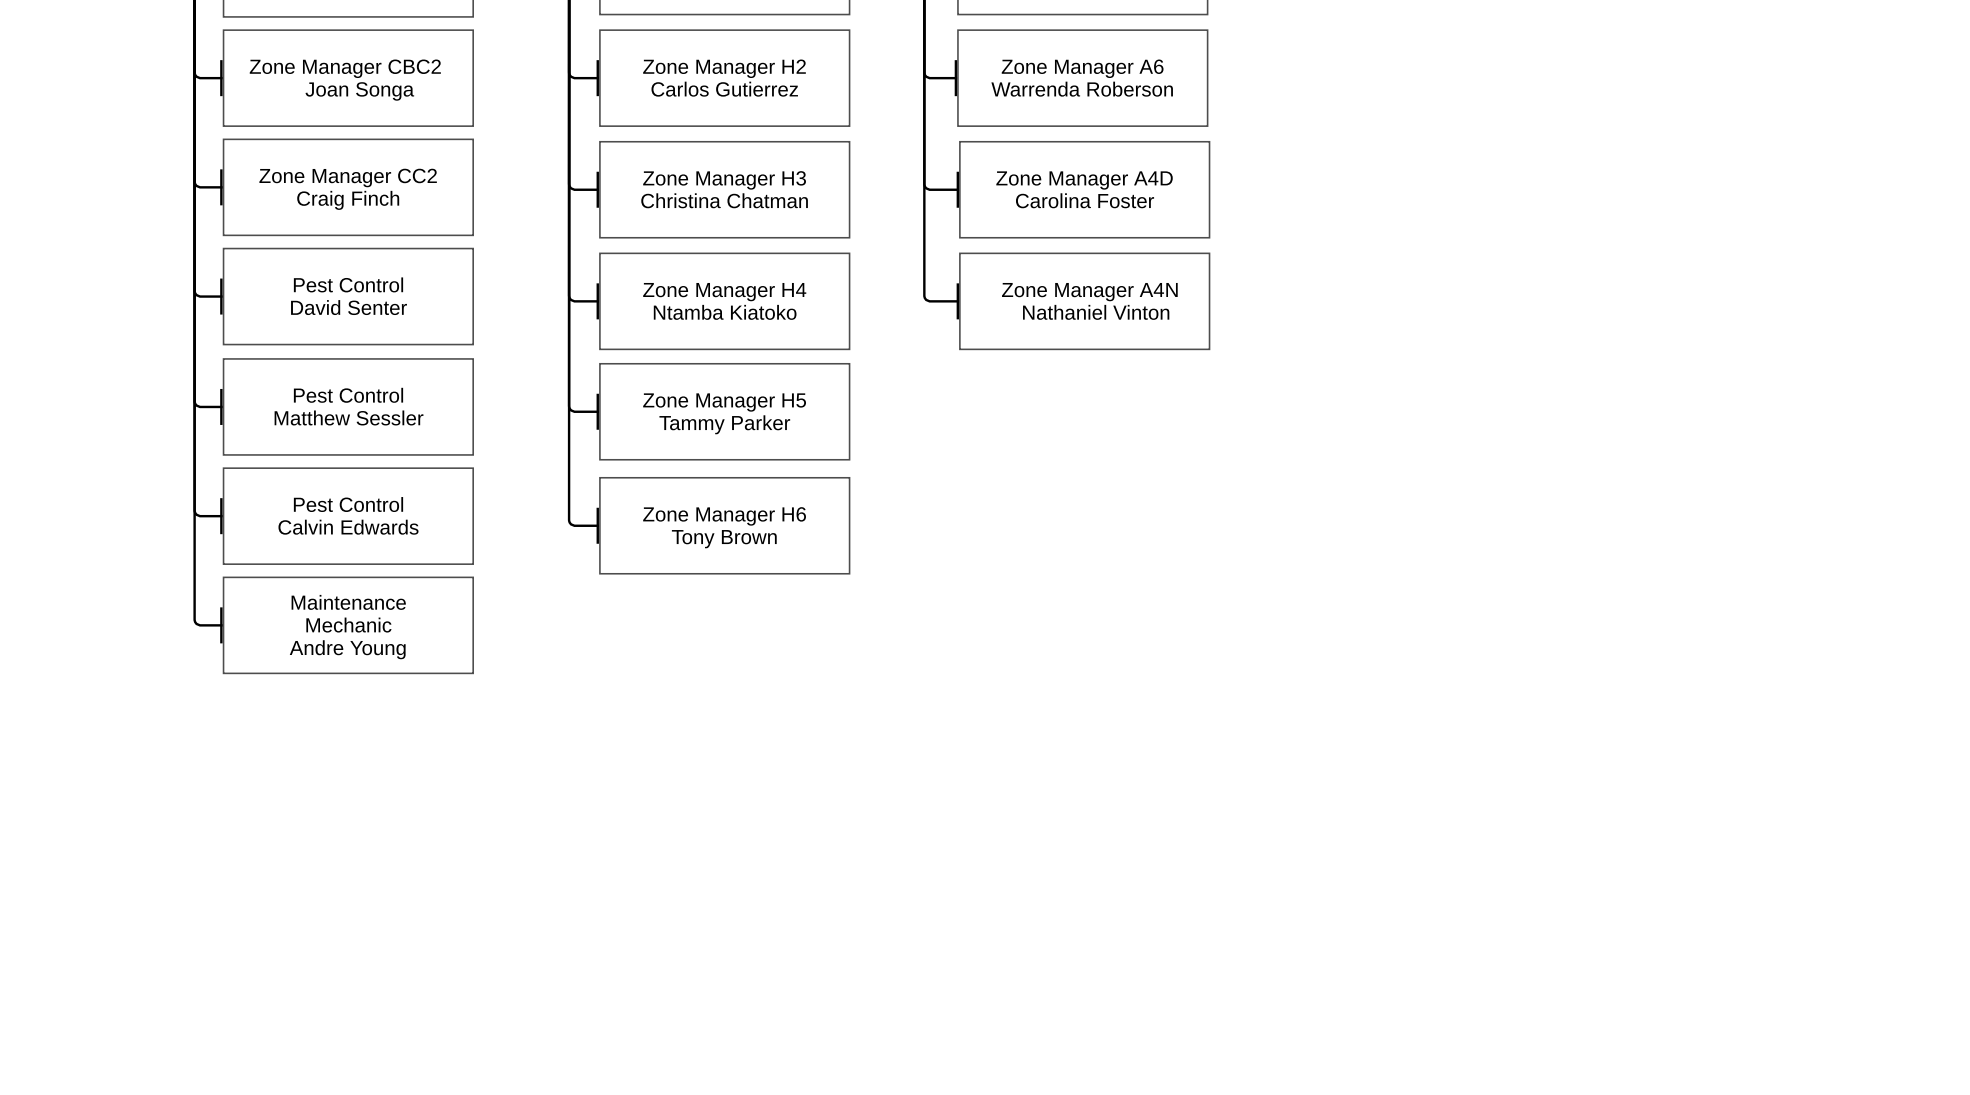 Zone Manager CBC2
Joan Songa
Zone Manager CC2
Craig Finch
Pest Control
David Senter
Pest Control
Matthew Sessler
Pest Control
Calvin Edwards
Maintenance
Mechanic
Andre Young
Zone Manager H2
Carlos Gutierrez
Zone Manager H3
Christina Chatman
Zone Manager H4
Ntamba Kiatoko
Zone Manager H5
Tammy Parker
Zone Manager H6
Tony Brown
Zone Manager A6
Warrenda Roberson
Zone Manager A4D
Carolina Foster
Zone Manager A4N
Nathaniel Vinton